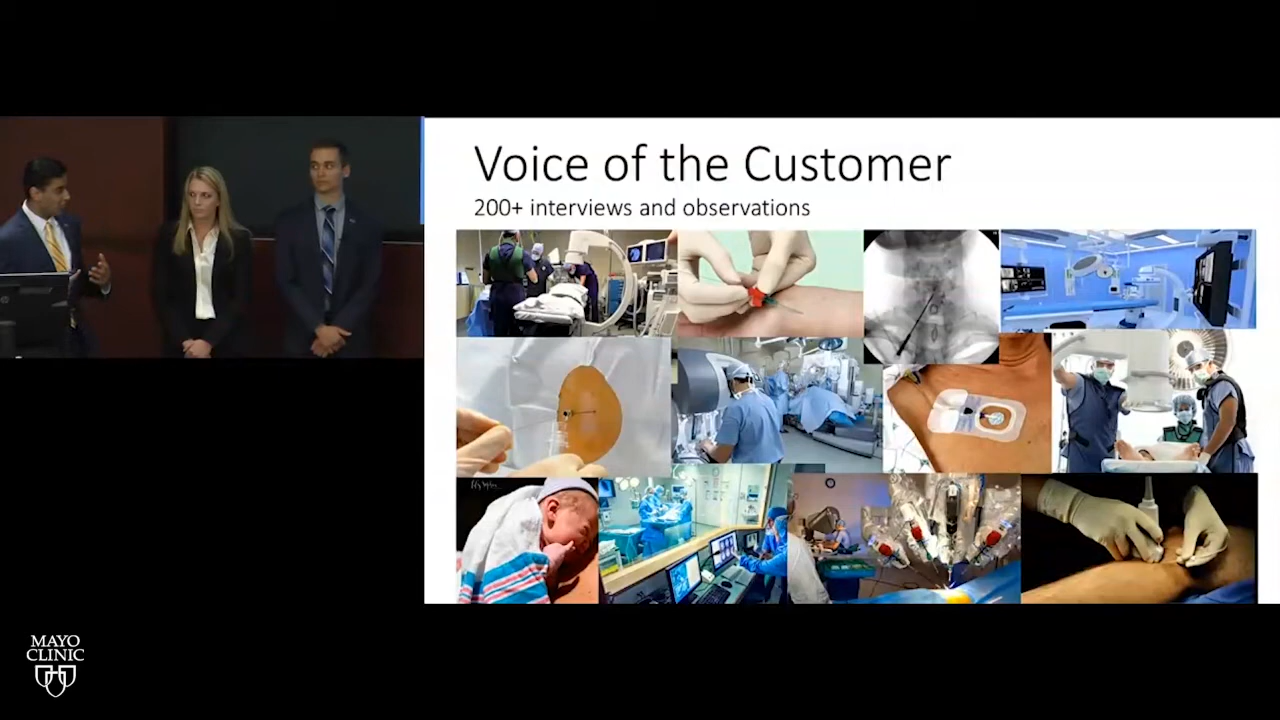 Voice of the Customer
200+ interviews and observations
MAYO
CLINIC